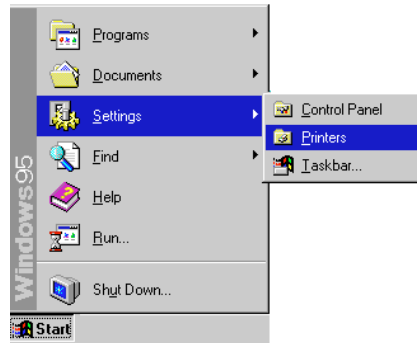 Programs
Documents
Settings
Control Panel
Printers
Taskbar...
Find
Help
Run...
Shut Down...
Windows95
Start